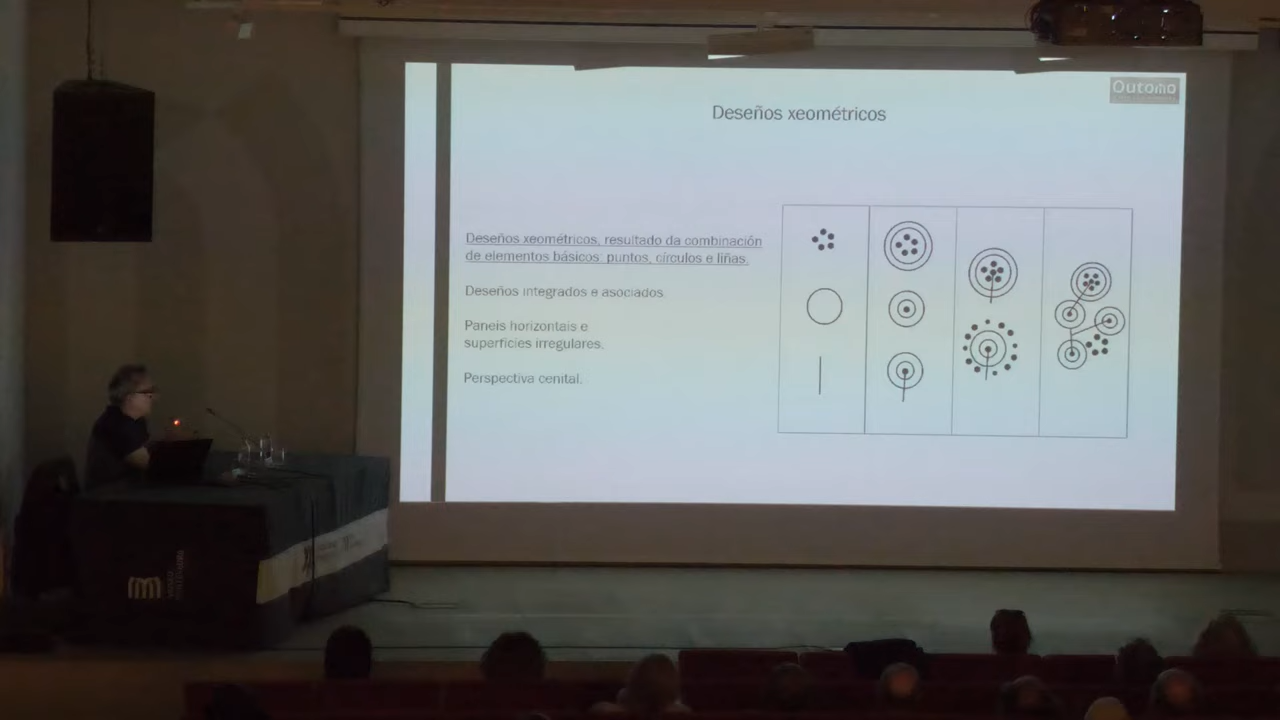 Outono
Deseños xeométricos
Deseños xeométricos, resultado da combinación
de elementos básicos: puntos, círculos e liñas.
Deseños integrados e asociados.
Paneis horizontais e
superficies irregulares.
Perspectiva cenital.